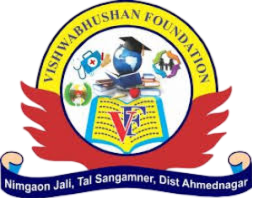 VISHWABHUSHAN FOUNDATION
VF
Nimgaon Jali, Tal Sangamner, Dist Ahmednagar